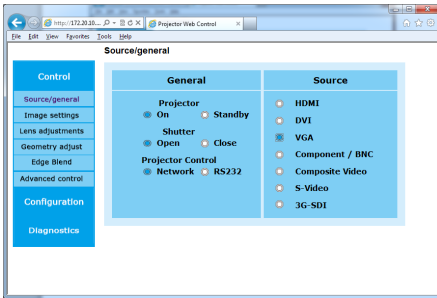 http://172.20.10....
Projector Web Control
File Edit View Favorites Tools Help
Source/general
Control
Source/general
Image settings
Lens adjustments
Geometry adjust
Edge Blend
Advanced control
Configuration
Diagnostics
General
Projector
On Standby
Shutter
Open Close
Projector Control
Network RS232
Source
HDMI
DVI
VGA
Component / BNC
Composite Video
S-Video
3G-SDI